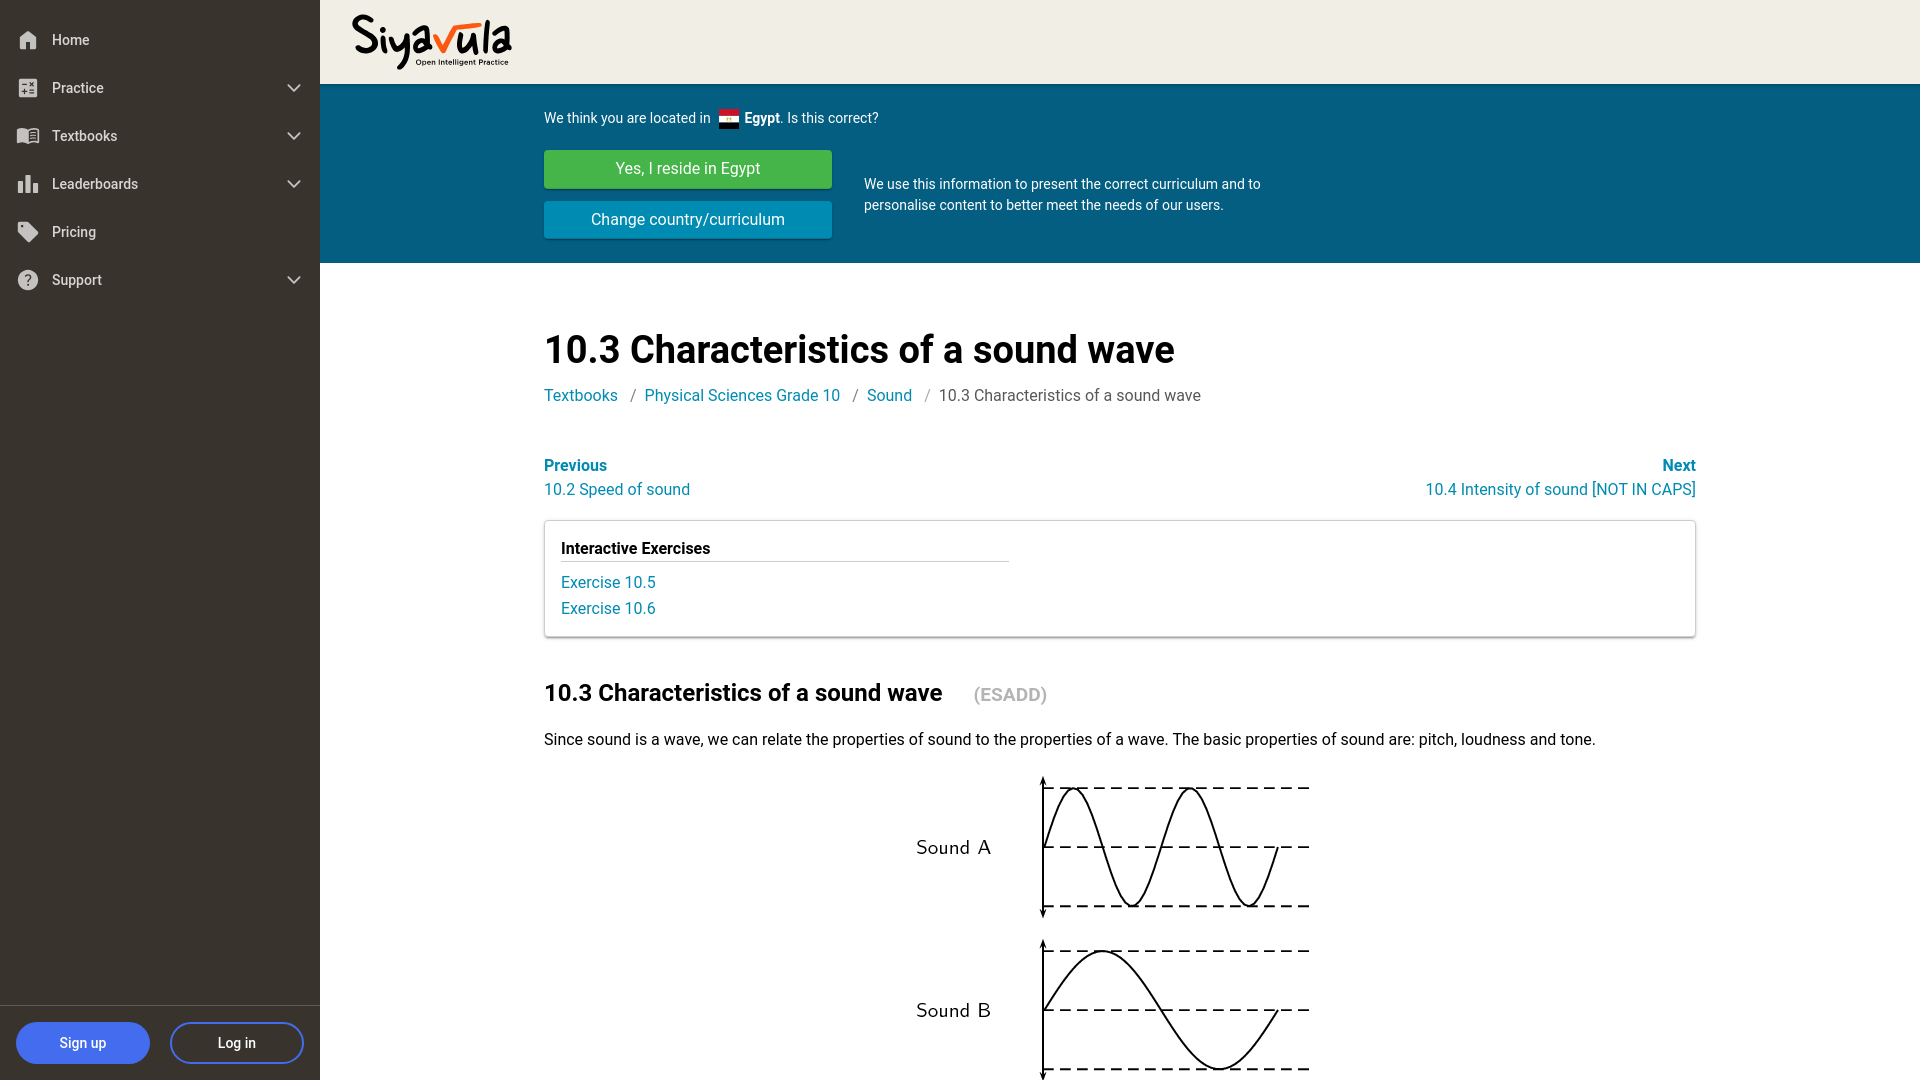 Home
Practice
Textbooks
Leaderboards
Pricing
Support
Sign up
Log in
Siyavula
Open Intelligent Practice
We think you are located in Egypt. Is this correct?
Yes, I reside in Egypt
Change country/curriculum
We use this information to present the correct curriculum and to
personalise content to better meet the needs of our users.
10.3 Characteristics of a sound wave
Textbooks / Physical Sciences Grade 10 / Sound / 10.3 Characteristics of a sound wave
Previous
10.2 Speed of sound
Next
10.4 Intensity of sound [NOT IN CAPS]
Interactive Exercises
Exercise 10.5
Exercise 10.6
10.3 Characteristics of a sound wave (ESADD)
Since sound is a wave, we can relate the properties of sound to the properties of a wave. The basic properties of sound are: pitch, loudness and tone.
Sound A
Sound B